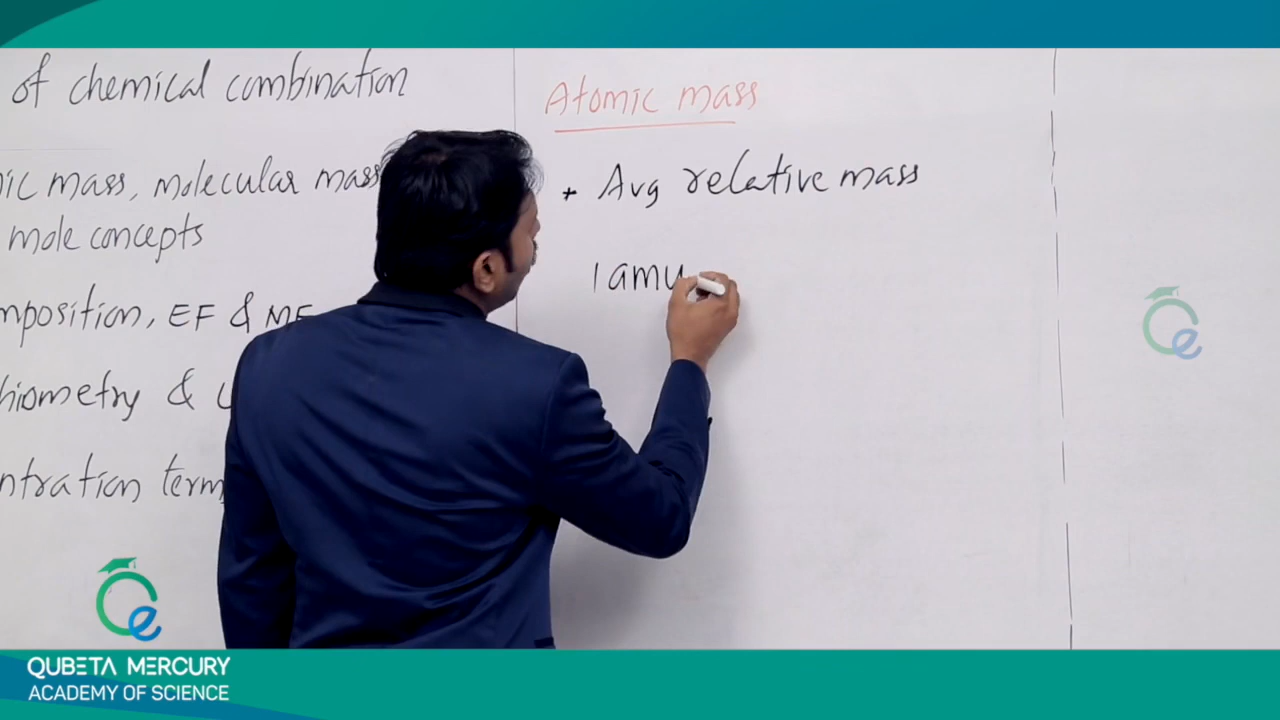 of chemical combination
mic mass, molecular mass
mole concepts
mposition, EF & MF
hiometry &
ntration term
Atomic mass
* Avg relative mass
1 amu
QUBETA MERCURY
ACADEMY OF SCIENCE